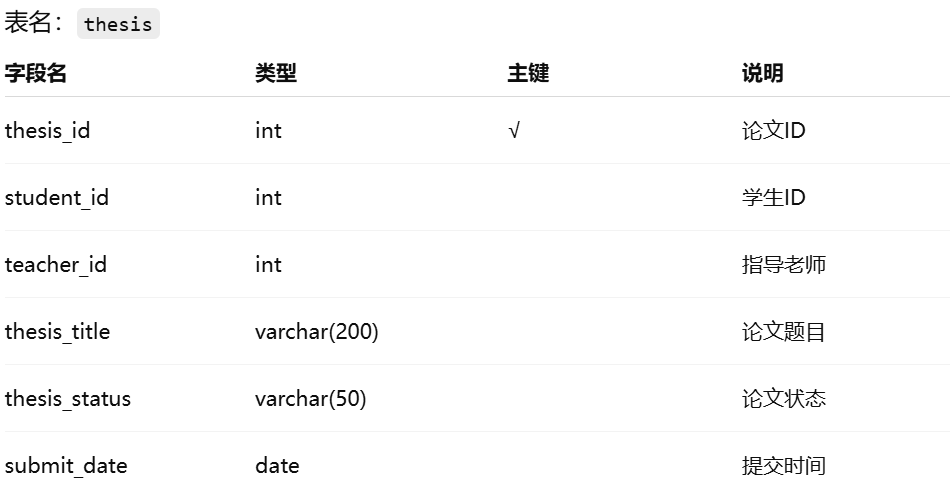 表名：thesis
字段名 类型 主键 说明
thesis_id int √ 论文ID
student_id int 学生ID
teacher_id int 指导老师
thesis_title varchar(200) 论文题目
thesis_status varchar(50) 论文状态
submit_date date 提交时间